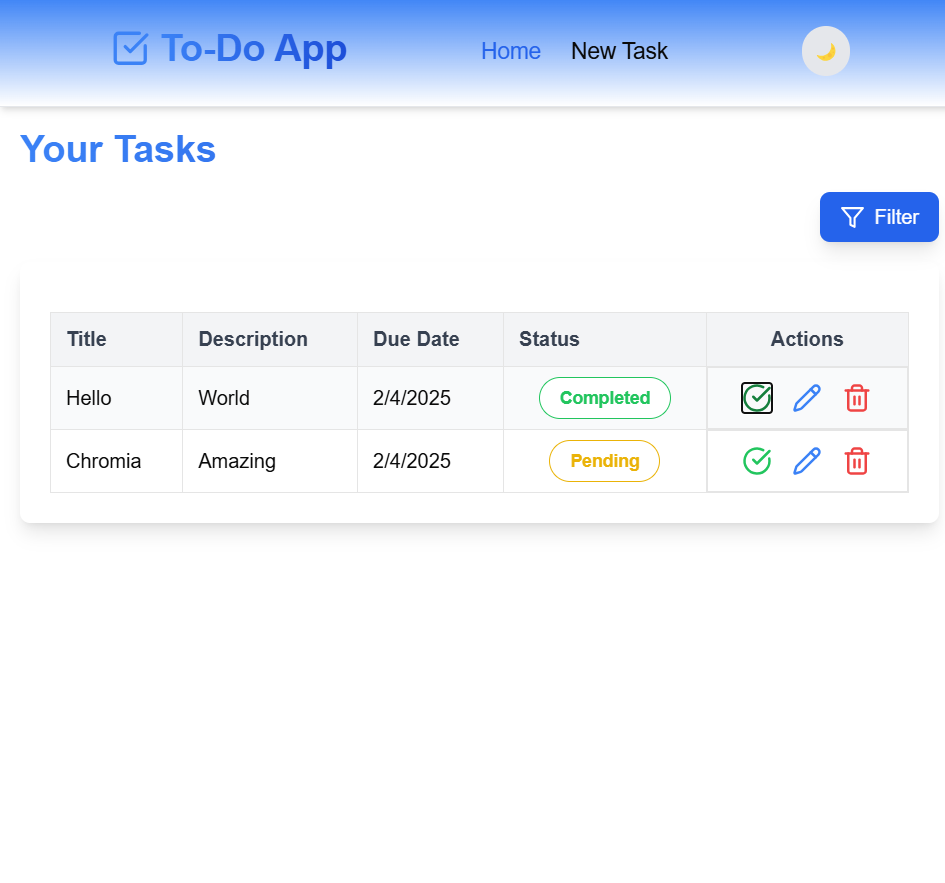 To-Do App
Home
New Task
Your Tasks
Filter
Title Description Due Date Status Actions
Hello World 2/4/2025 Completed
Chromia Amazing 2/4/2025 Pending